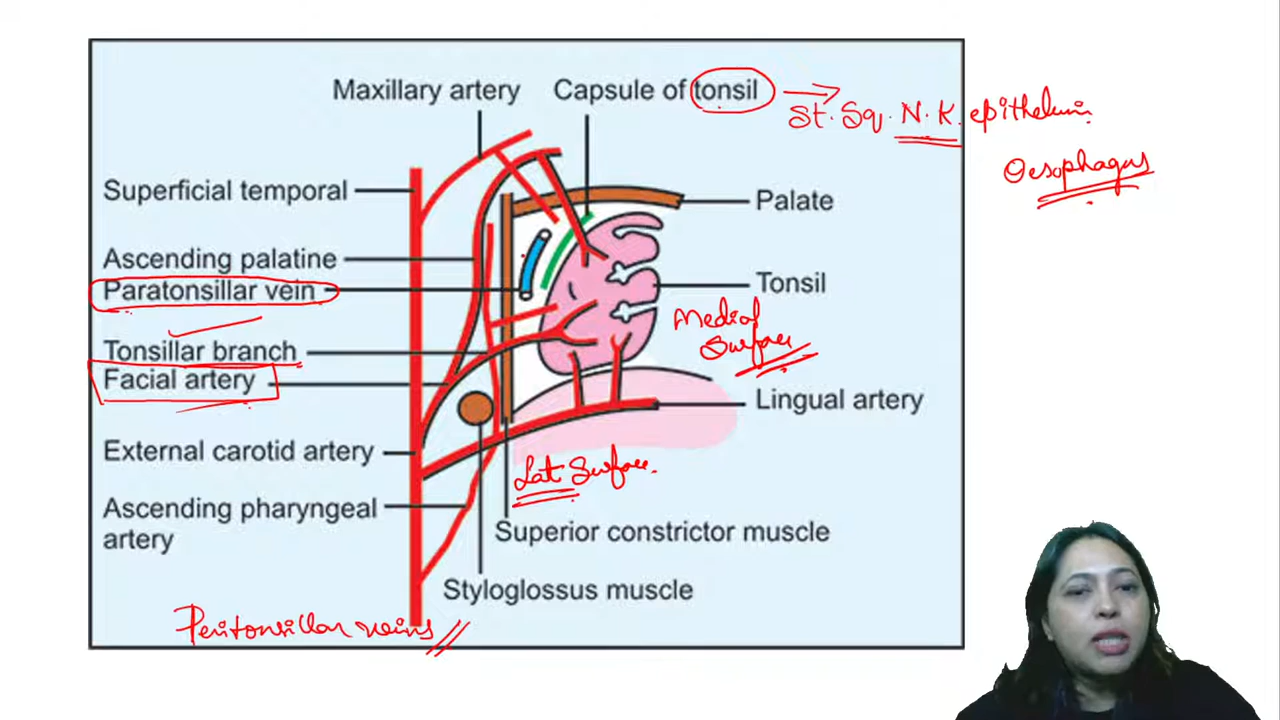 Maxillary artery
Capsule of tonsil
St. Sq. N.K. epithelium
Oesophagus
Superficial temporal
Palate
Ascending palatine
Paratonsillar vein
Tonsil
Medial
Surface
Tonsillar branch
Facial artery
Lingual artery
External carotid artery
Lat Surface.
Ascending pharyngeal
artery
Superior constrictor muscle
Styloglossus muscle
Peritonsillar veins